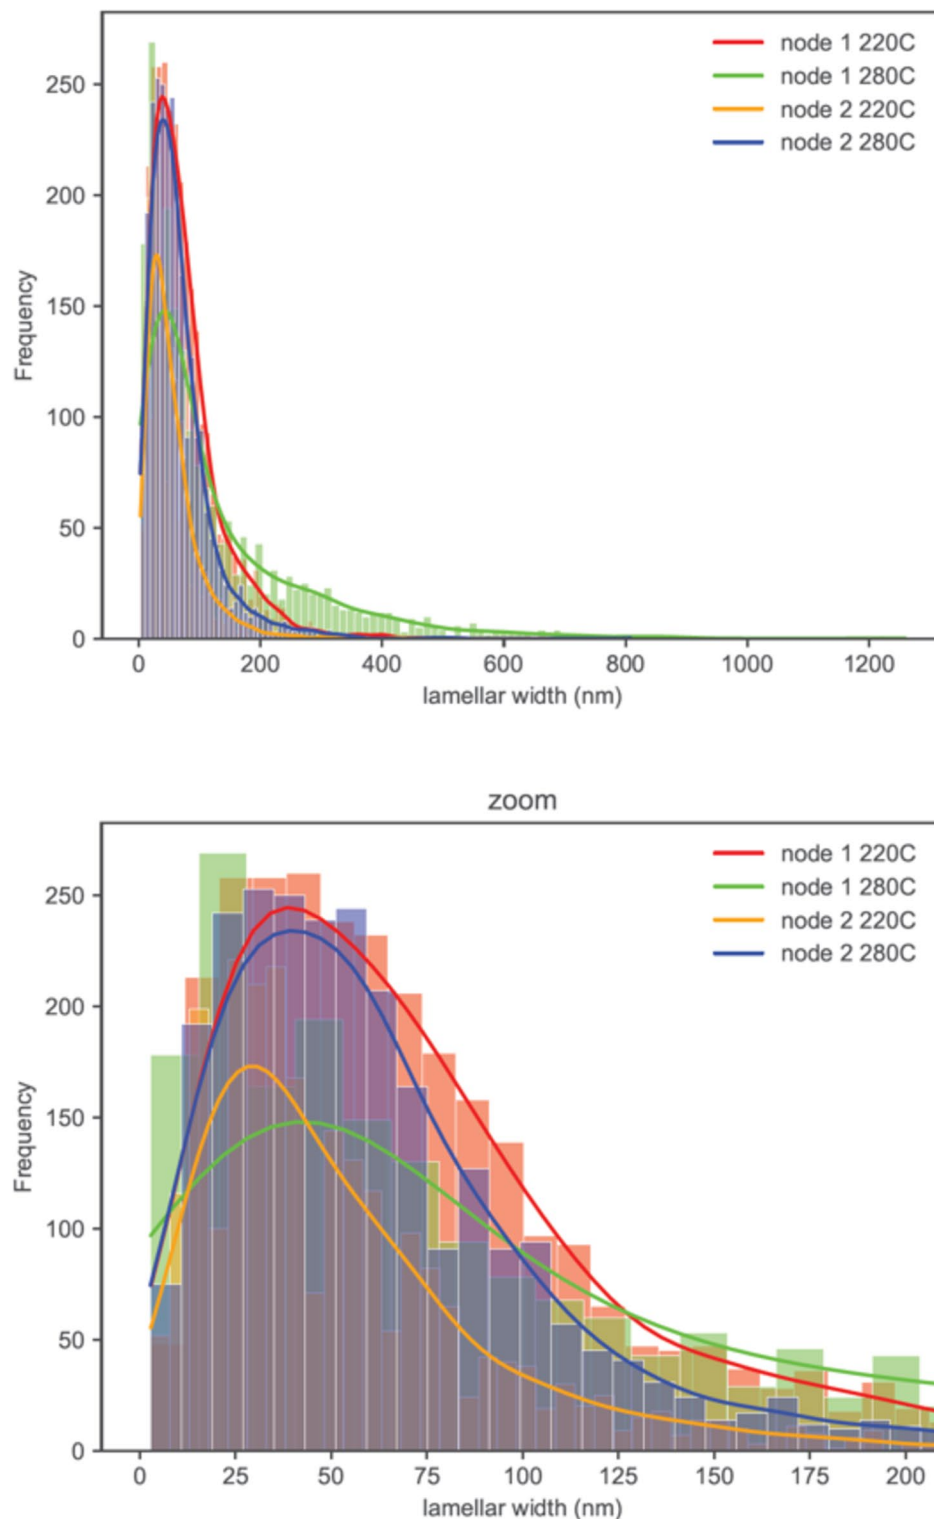 node 1 220C
node 1 280C
node 2 220C
node 2 280C
250
200
150
100
50
0
Frequency
0 200 400 600 800 1000 1200
lamellar width (nm)
zoom
node 1 220C
node 1 280C
node 2 220C
node 2 280C
250
200
150
100
50
0
Frequency
0 25 50 75 100 125 150 175 200
lamellar width (nm)